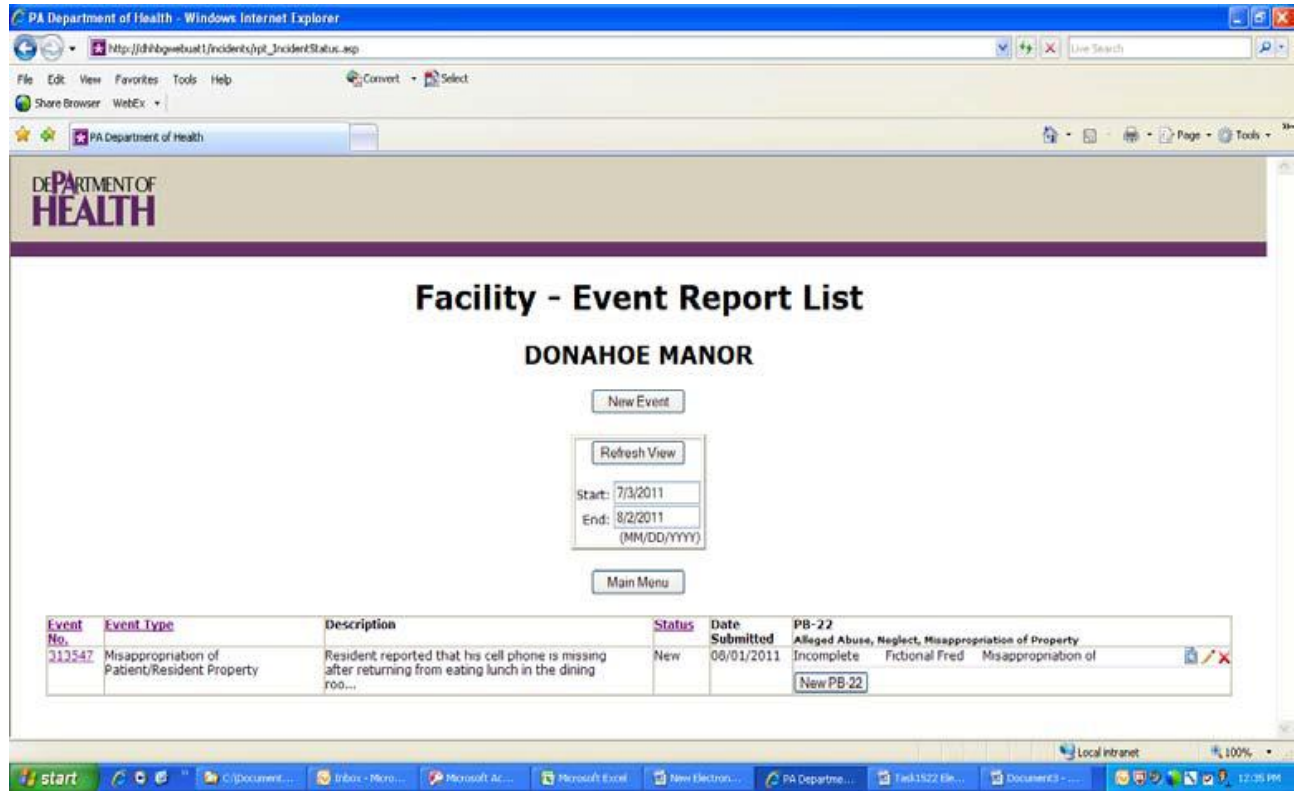 PA Department of Health - Windows Internet Explorer
http://dhhbgwebuat1/incidents/rpt_IncidentStatus.asp
Live Search
File Edit View Favorites Tools Help Convert Select
Share Browser WebEx
PA Department of Health
Page Tools
DEPARTMENT OF
HEALTH
Facility - Event Report List
DONAHOE MANOR
New Event
Refresh View
Start: 7/3/2011
End: 8/2/2011
(MM/DD/YYYY)
Main Menu
Event No. Event Type Description Status Date Submitted PB-22
Alleged Abuse, Neglect, Misappropriation of Property
313547 Misappropriation of Resident reported that his cell phone is missing New 08/01/2011 Incomplete Fictional Fred Misappropriation of
Patient/Resident Property after returning from eating lunch in the dining
roo...
New PB-22
Local intranet 100%
start C:\Document... Inbox - Micro... Microsoft Ac... Microsoft Excel New Electron... PA Departme... Task1522 Ele... Document3 - ... 12:35 PM